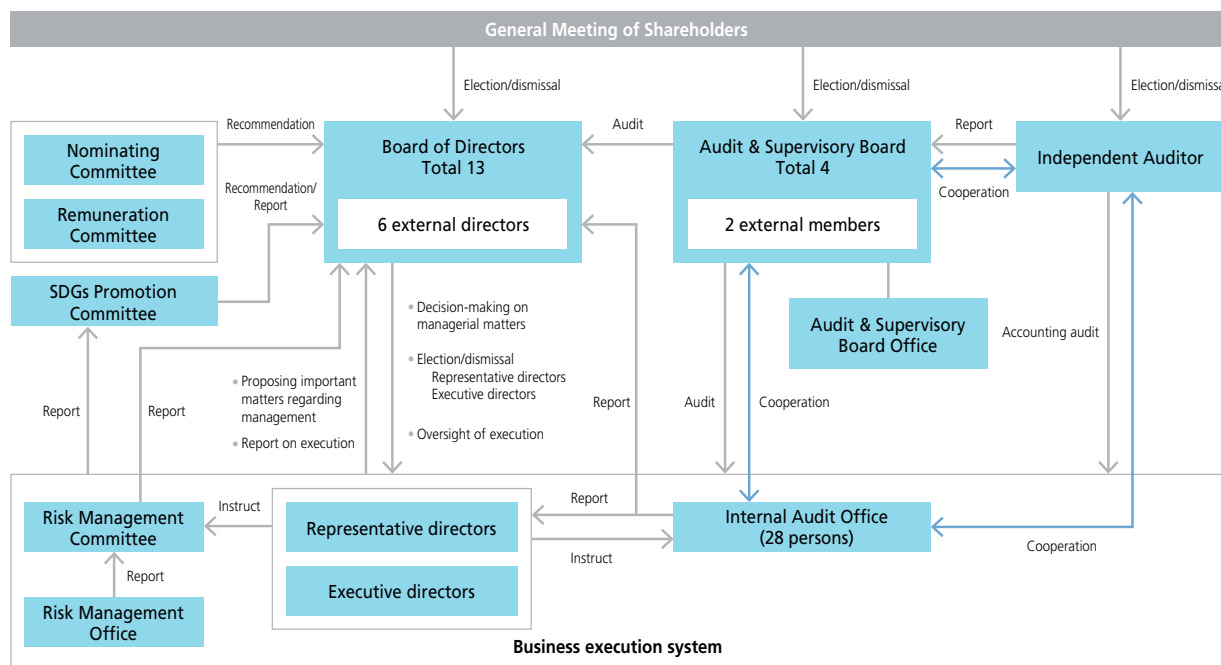 General Meeting of Shareholders
Election/dismissal
Election/dismissal
Election/dismissal
Nominating
Committee
Remuneration
Committee
Recommendation
Recommendation/
Report
Board of Directors
Total 13
6 external directors
Audit
Audit & Supervisory Board
Total 4
2 external members
Report
Cooperation
Independent Auditor
SDGs Promotion
Committee
• Decision-making on
managerial matters
• Election/dismissal
Representative directors
Executive directors
• Oversight of execution
Audit & Supervisory
Board Office
Accounting audit
Report
Report
• Proposing important
matters regarding
management
• Report on execution
Report
Audit
Cooperation
Risk Management
Committee
Instruct
Representative directors
Executive directors
Report
Instruct
Internal Audit Office
(28 persons)
Cooperation
Report
Risk Management
Office
Business execution system